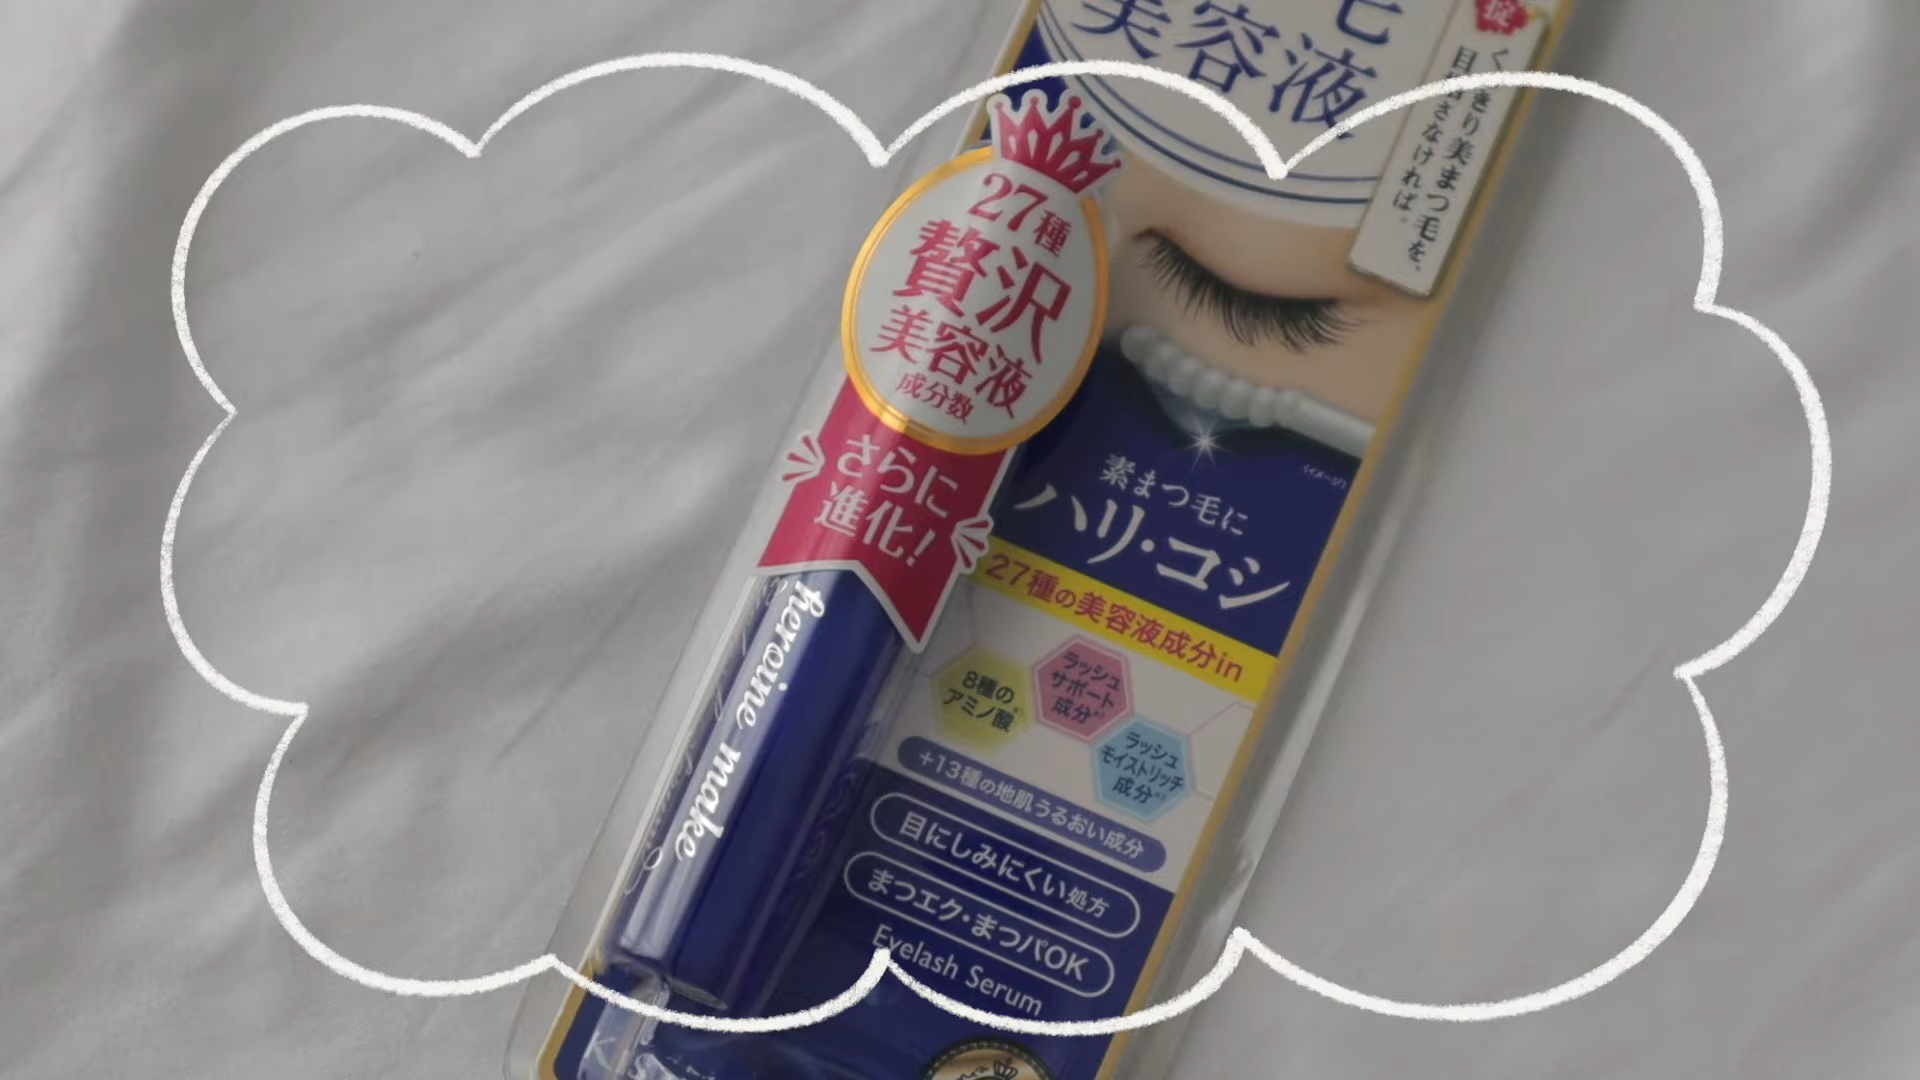 美容液
掟
くっきり美まつ毛を、
目指さなければ。
27種
贅沢
美容液
成分数
さらに
進化!
素まつ毛に
ハリ・コシ
(イメージ)
27種の美容液成分in
8種の
アミノ酸
ラッシュ
サポート
成分
ラッシュ
モイストリッチ
成分
+13種の地肌うるおい成分
目にしみにくい処方
まつエク・まつパOK
Eyelash Serum
heroine make